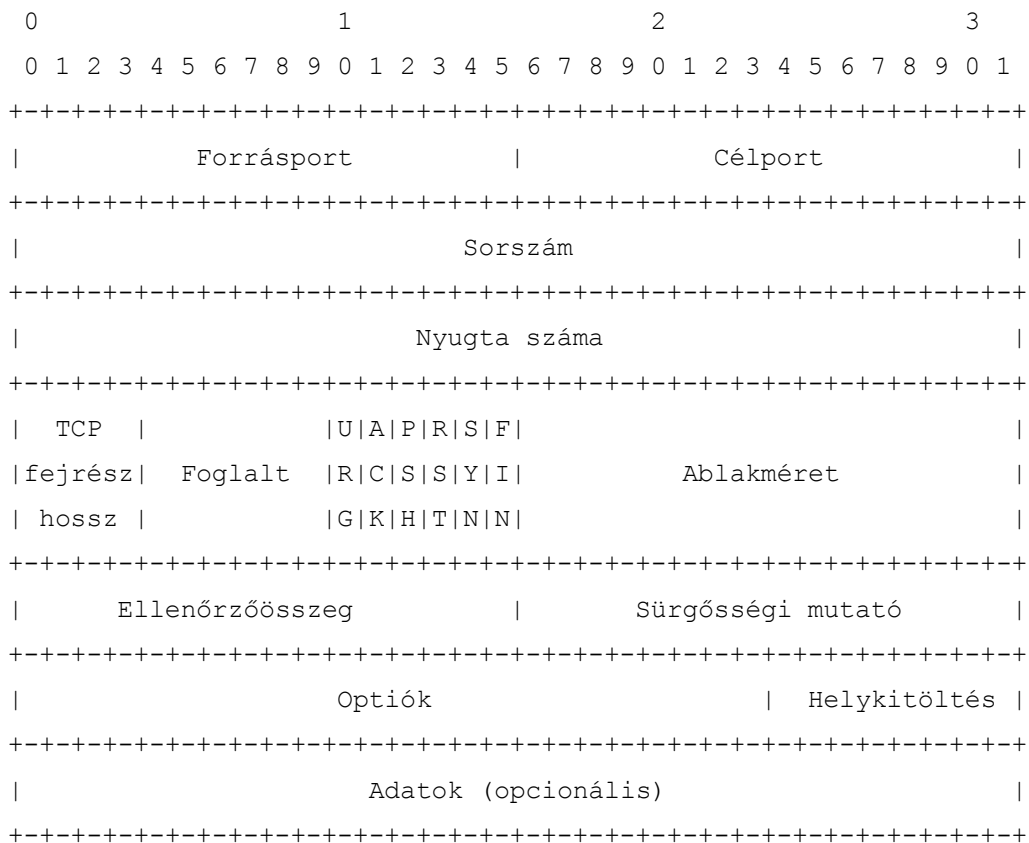 0                   1                   2                   3
 0 1 2 3 4 5 6 7 8 9 0 1 2 3 4 5 6 7 8 9 0 1 2 3 4 5 6 7 8 9 0 1
+-+-+-+-+-+-+-+-+-+-+-+-+-+-+-+-+-+-+-+-+-+-+-+-+-+-+-+-+-+-+-+-+
|           Forrásport          |            Célport            |
+-+-+-+-+-+-+-+-+-+-+-+-+-+-+-+-+-+-+-+-+-+-+-+-+-+-+-+-+-+-+-+-+
|                            Sorszám                            |
+-+-+-+-+-+-+-+-+-+-+-+-+-+-+-+-+-+-+-+-+-+-+-+-+-+-+-+-+-+-+-+-+
|                         Nyugta száma                          |
+-+-+-+-+-+-+-+-+-+-+-+-+-+-+-+-+-+-+-+-+-+-+-+-+-+-+-+-+-+-+-+-+
|  TCP  |           |U|A|P|R|S|F|                               |
|fejrész|  Foglalt  |R|C|S|S|Y|I|          Ablakméret           |
| hossz |           |G|K|H|T|N|N|                               |
+-+-+-+-+-+-+-+-+-+-+-+-+-+-+-+-+-+-+-+-+-+-+-+-+-+-+-+-+-+-+-+-+
|      Ellenőrzőösszeg          |       Sürgősségi mutató       |
+-+-+-+-+-+-+-+-+-+-+-+-+-+-+-+-+-+-+-+-+-+-+-+-+-+-+-+-+-+-+-+-+
|                    Optiók                     |  Helykitöltés |
+-+-+-+-+-+-+-+-+-+-+-+-+-+-+-+-+-+-+-+-+-+-+-+-+-+-+-+-+-+-+-+-+
|                      Adatok (opcionális)                      |
+-+-+-+-+-+-+-+-+-+-+-+-+-+-+-+-+-+-+-+-+-+-+-+-+-+-+-+-+-+-+-+-+